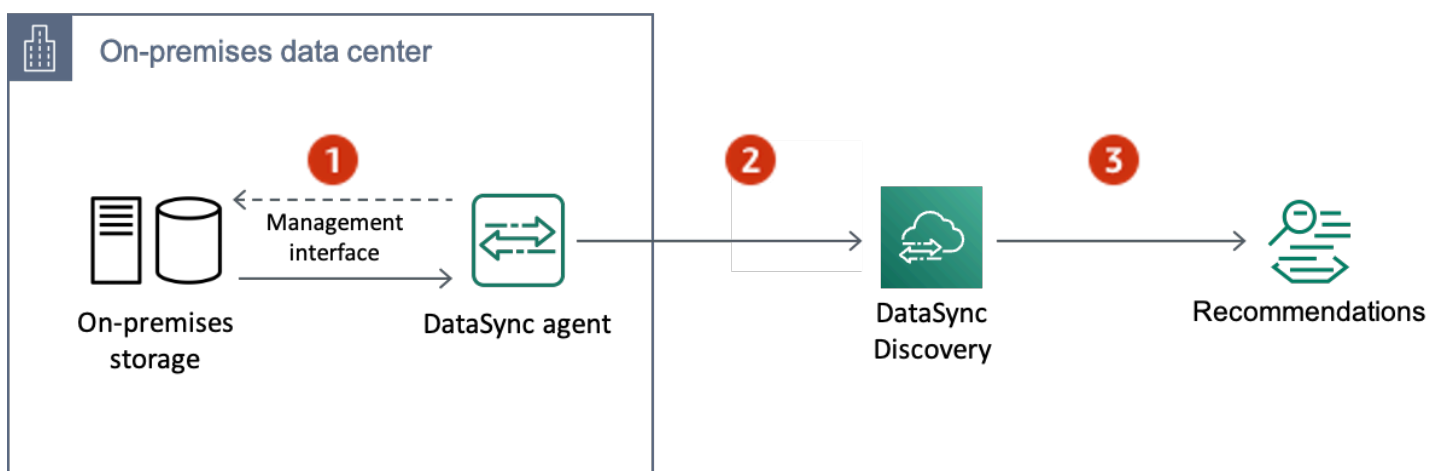 On-premises data center
1
2
3
Management
interface
On-premises
storage
DataSync agent
DataSync
Discovery
Recommendations